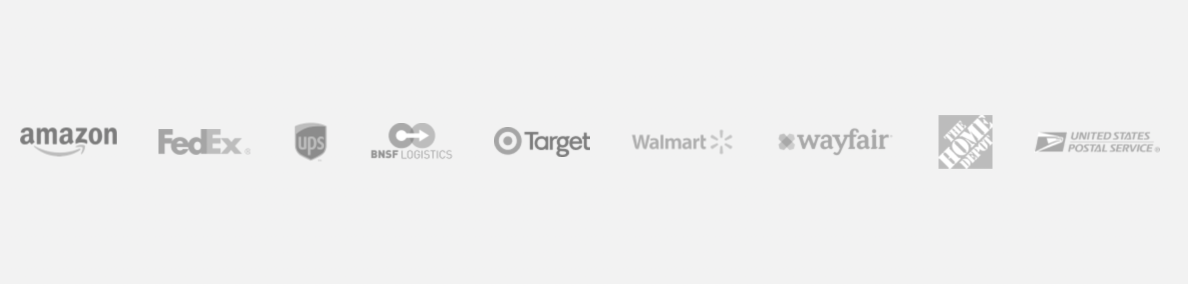 amazon
FedEx®
ups
BNSF LOGISTICS
Target
Walmart
wayfair
THE
HOME
DEPOT
UNITED STATES
POSTAL SERVICE®